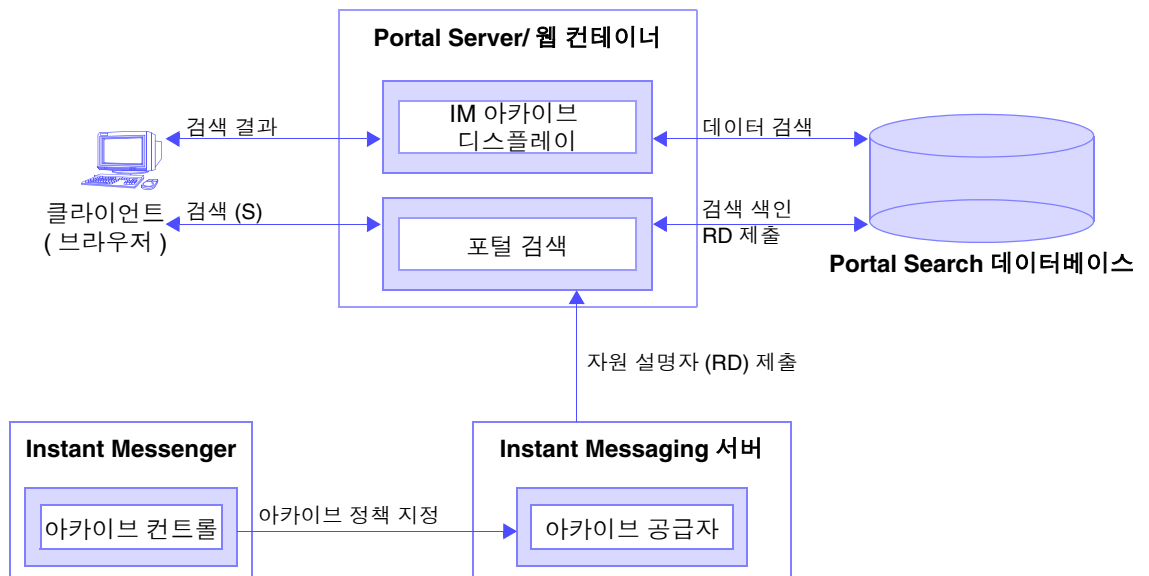 Portal Server/ 웹 컨테이너
IM 아카이브
디스플레이
검색 결과
데이터 검색
클라이언트
( 브라우저 )
검색 (S)
포털 검색
검색 색인
RD 제출
Portal Search 데이터베이스
자원 설명자 (RD) 제출
Instant Messenger
Instant Messaging 서버
아카이브 컨트롤
아카이브 정책 지정
아카이브 공급자